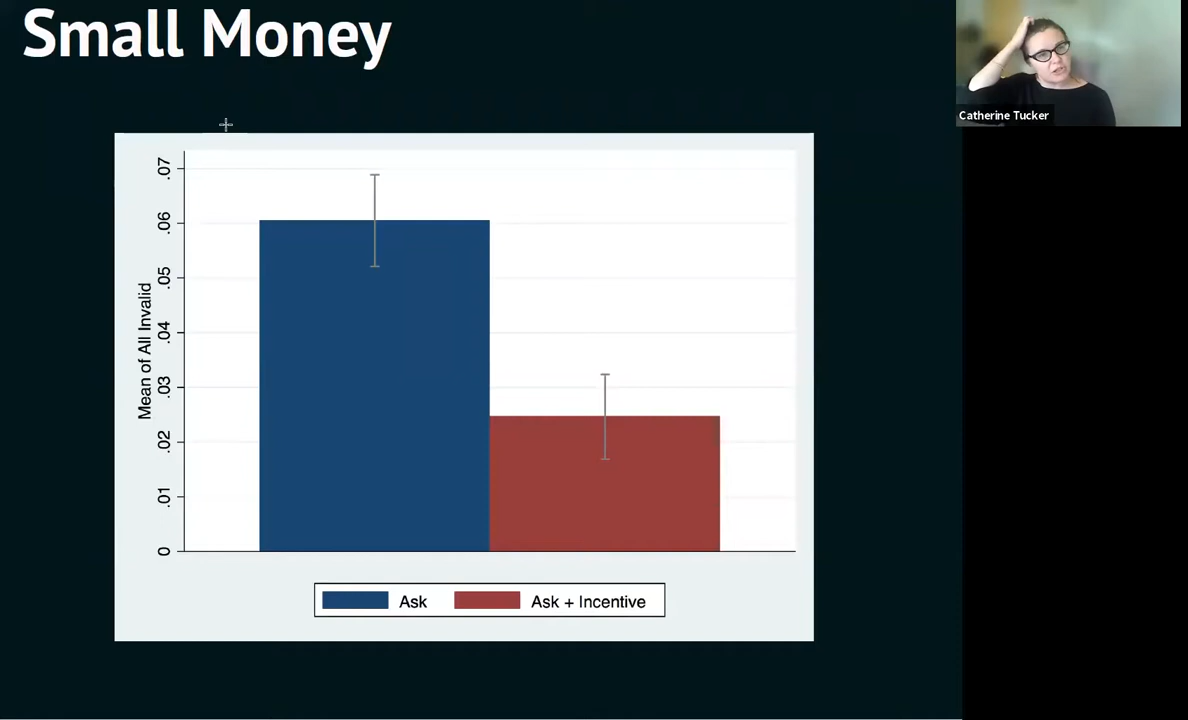 Small Money
Catherine Tucker
Mean of All Invalid
.07
.06
.05
.04
.03
.02
.01
0
Ask
Ask + Incentive